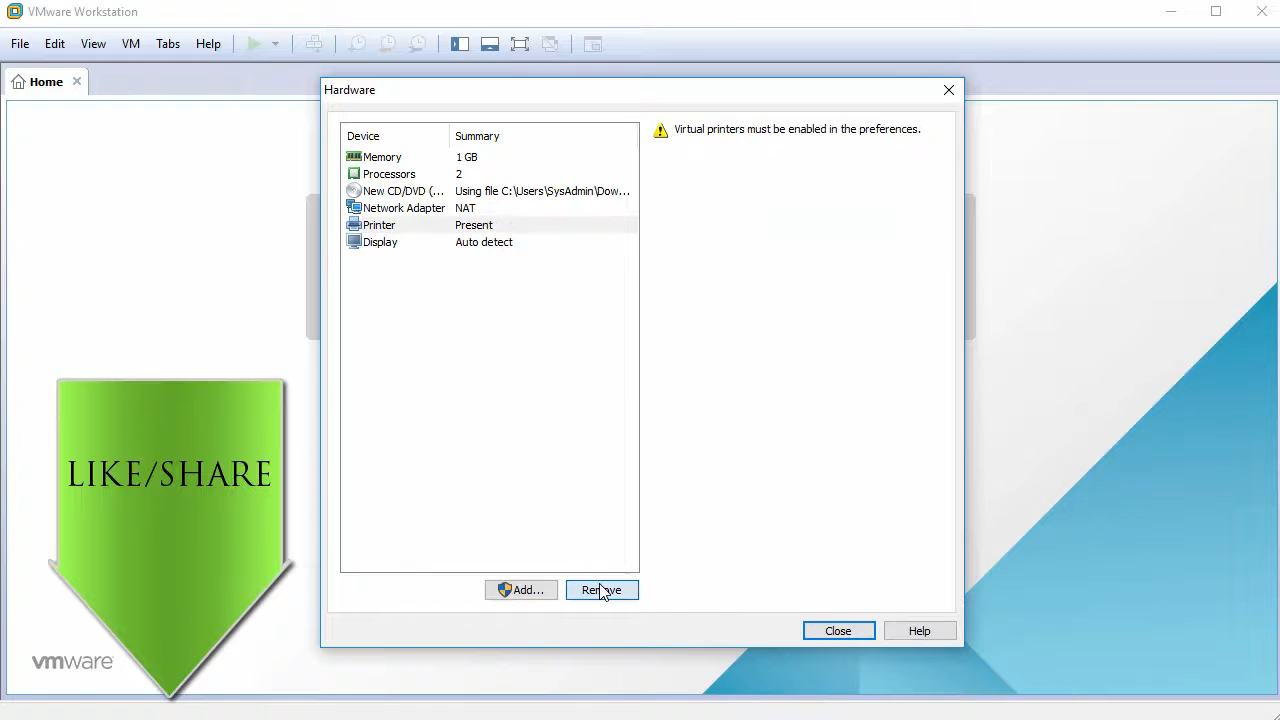 VMware Workstation
File Edit View VM Tabs Help
Home
Hardware
Device Summary
Memory 1 GB
Processors 2
New CD/DVD (... Using file C:\Users\SysAdmin\Dow...
Network Adapter NAT
Printer Present
Display Auto detect
Virtual printers must be enabled in the preferences.
Add... Remove
Close Help
LIKE/SHARE
vmware